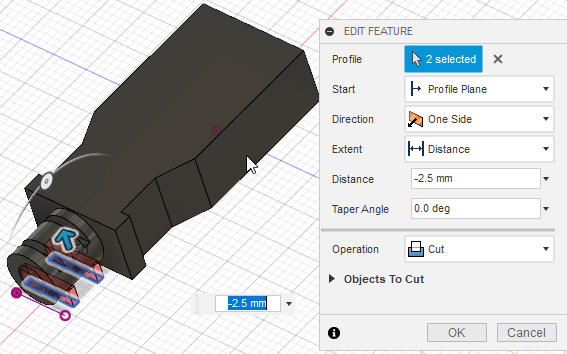 EDIT FEATURE
Profile 2 selected
Start Profile Plane
Direction One Side
Extent Distance
Distance -2.5 mm
Taper Angle 0.0 deg
Operation Cut
Objects To Cut
OK Cancel
-2.5 mm